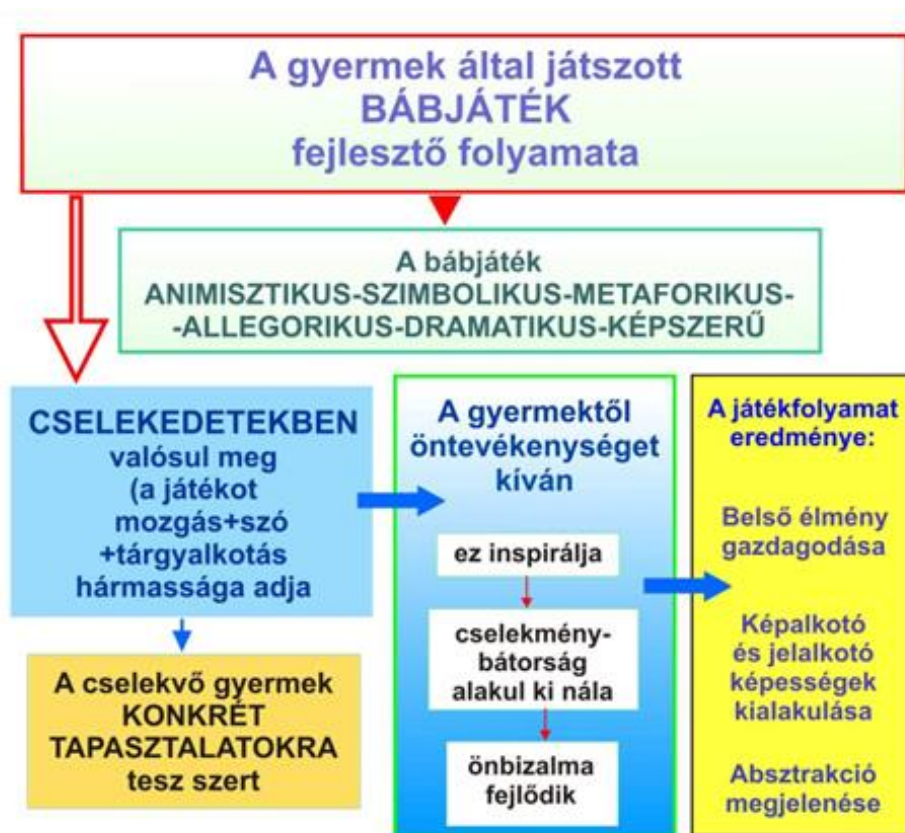 A gyermek által játszott
BÁBJÁTÉK
fejlesztő folyamata
A bábjáték
ANIMISZTIKUS-SZIMBOLIKUS-METAFORIKUS-
-ALLEGORIKUS-DRAMATIKUS-KÉPSZERŰ
CSELEKEDETEKBEN
valósul meg
(a játékot
mozgás+szó
+tárgyalkotás
hármassága adja
A cselekvő gyermek
KONKRÉT
TAPASZTALATOKRA
tesz szert
A gyermektől
öntevékenységet
kíván
ez inspirálja
cselekmény-
bátorság
alakul ki nála
önbizalma
fejlődik
A játékfolyamat
eredménye:
Belső élmény
gazdagodása
Képalkotó
és jelalkotó
képességek
kialakulása
Absztrakció
megjelenése